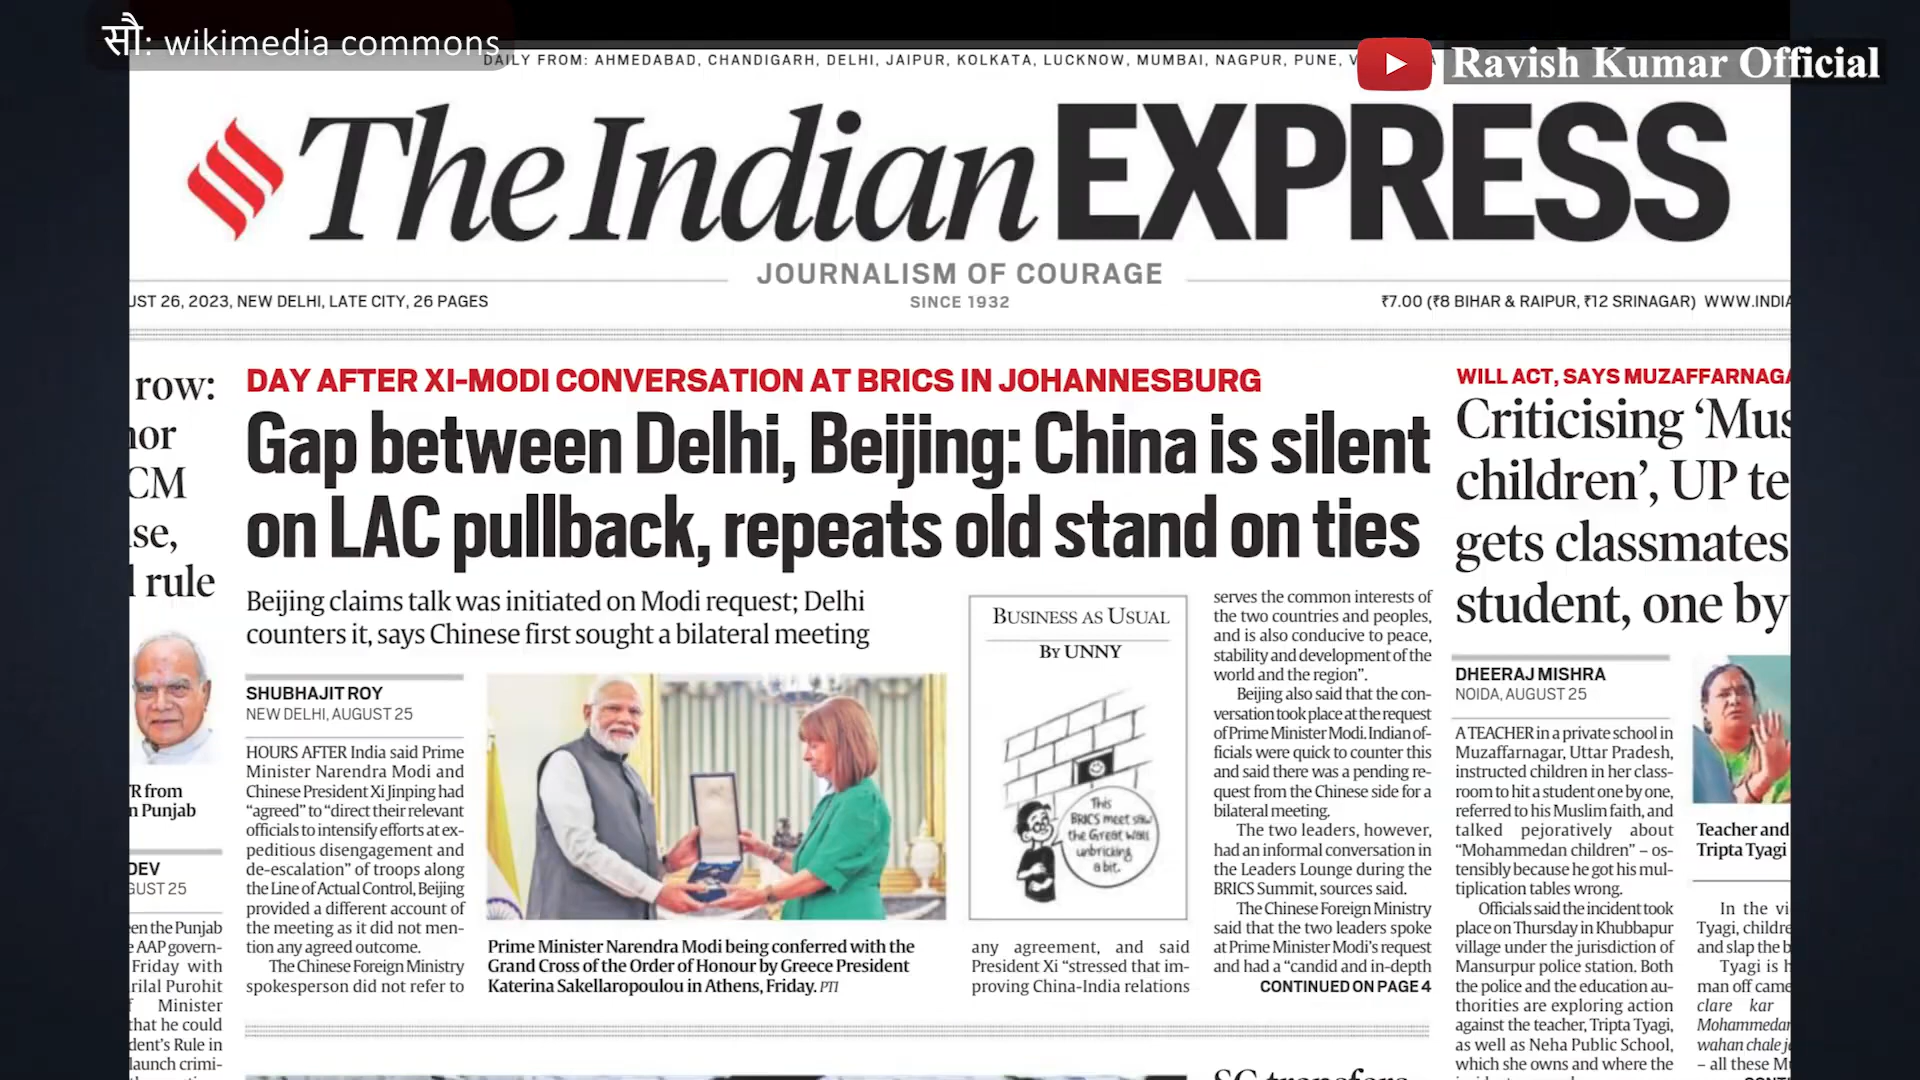 सौ: wikimedia commons
Ravish Kumar Official
DAILY FROM: AHMEDABAD, CHANDIGARH, DELHI, JAIPUR, KOLKATA, LUCKNOW, MUMBAI, NAGPUR, PUNE,
The Indian EXPRESS
JOURNALISM OF COURAGE
SINCE 1932
26, 2023, NEW DELHI, LATE CITY, 26 PAGES
₹7.00 (₹8 BIHAR & RAIPUR, ₹12 SRINAGAR)
row:
CM
rule
R from
n Punjab
en the Punjab
AAP govern-
Friday with
rilal Purohit
Minister
that he could
dent's Rule in
launch crimi-
DAY AFTER XI-MODI CONVERSATION AT BRICS IN JOHANNESBURG
Gap between Delhi, Beijing: China is silent
on LAC pullback, repeats old stand on ties
Beijing claims talk was initiated on Modi request; Delhi
counters it, says Chinese first sought a bilateral meeting
SHUBHAJIT ROY
NEW DELHI, AUGUST 25
HOURS AFTER India said Prime
Minister Narendra Modi and
Chinese President Xi Jinping had
“agreed” to “direct their relevant
officials to intensify efforts at ex-
peditious disengagement and
de-escalation” of troops along
the Line of Actual Control, Beijing
provided a different account of
the meeting as it did not men-
tion any agreed outcome.
The Chinese Foreign Ministry
spokesperson did not refer to
Prime Minister Narendra Modi being conferred with the
Grand Cross of the Order of Honour by Greece President
Katerina Sakellaropoulou in Athens, Friday. PTI
BUSINESS AS USUAL
BY UNNY
This
BRICS meet saw
the Great wall
unbricking
a bit.
any agreement, and said
President Xi “stressed that im-
proving China-India relations
serves the common interests of
the two countries and peoples,
and is also conducive to peace,
stability and development of the
world and the region”.
Beijing also said that the con-
versation took place at the request
of Prime Minister Modi. Indian of-
ficials were quick to counter this
and said there was a pending re-
quest from the Chinese side for a
bilateral meeting.
The two leaders, however,
had an informal conversation in
the Leaders Lounge during the
BRICS Summit, sources said.
The Chinese Foreign Ministry
said that the two leaders spoke
at Prime Minister Modi's request
and had a “candid and in-depth
CONTINUED ON PAGE 4
WILL ACT, SAYS
Criticising
children’, UP
gets classmates
student, one by
DHEERAJ MISHRA
NOIDA, AUGUST 25
A TEACHER in a private school in
Muzaffarnagar, Uttar Pradesh,
instructed children in her class-
room to hit a student one by one,
referred to his Muslim faith, and
talked pejoratively about
“Mohammedan children” – os-
tensibly because he got his mul-
tiplication tables wrong.
Officials said the incident took
place on Thursday in Khubbapur
village under the jurisdiction of
Mansurpur police station. Both
the police and the education au-
thorities are exploring action
against the teacher, Tripta Tyagi,
as well as Neha Public School,
which she owns and where the
Teacher and
Tripta Tyagi
In the
Tyagi,
and slap the
Tyagi is
man off came
clare kar
wahan chale
– all these